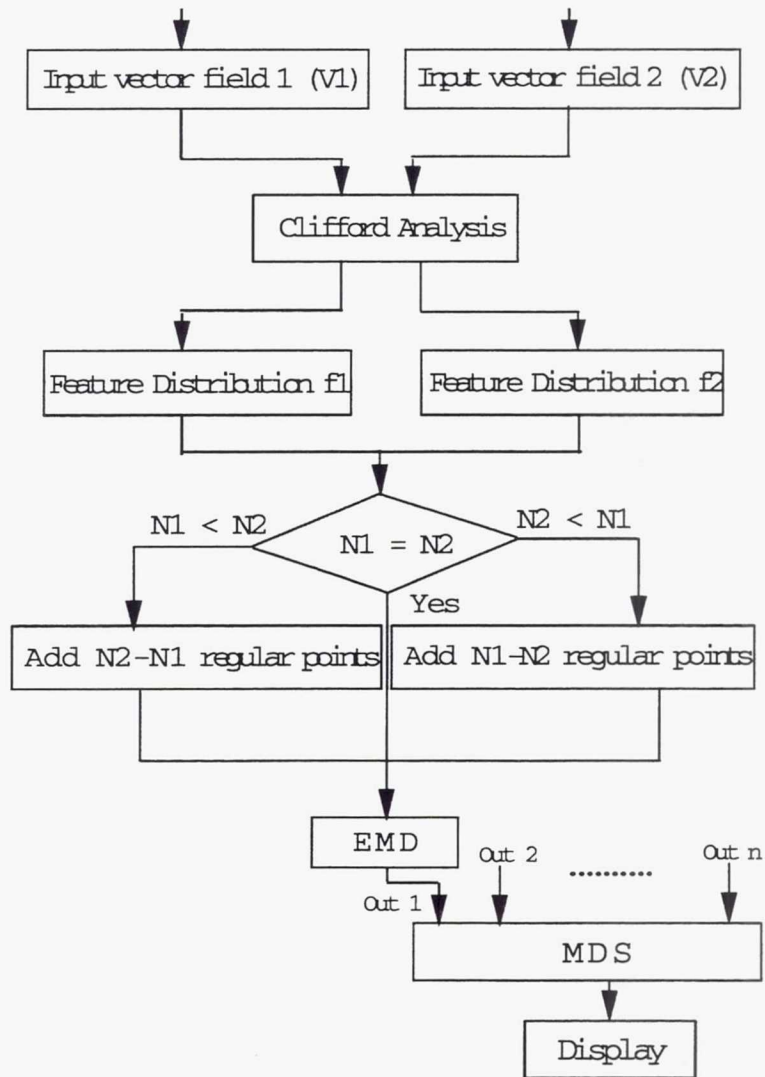 Input vector field 1 (V1)
Input vector field 2 (V2)
Clifford Analysis
Feature Distribution f1
Feature Distribution f2
N1 < N2
N2 < N1
N1 = N2
Yes
Add N2-N1 regular points
Add N1-N2 regular points
EMD
Out 1
Out 2
.........
Out n
MDS
Display